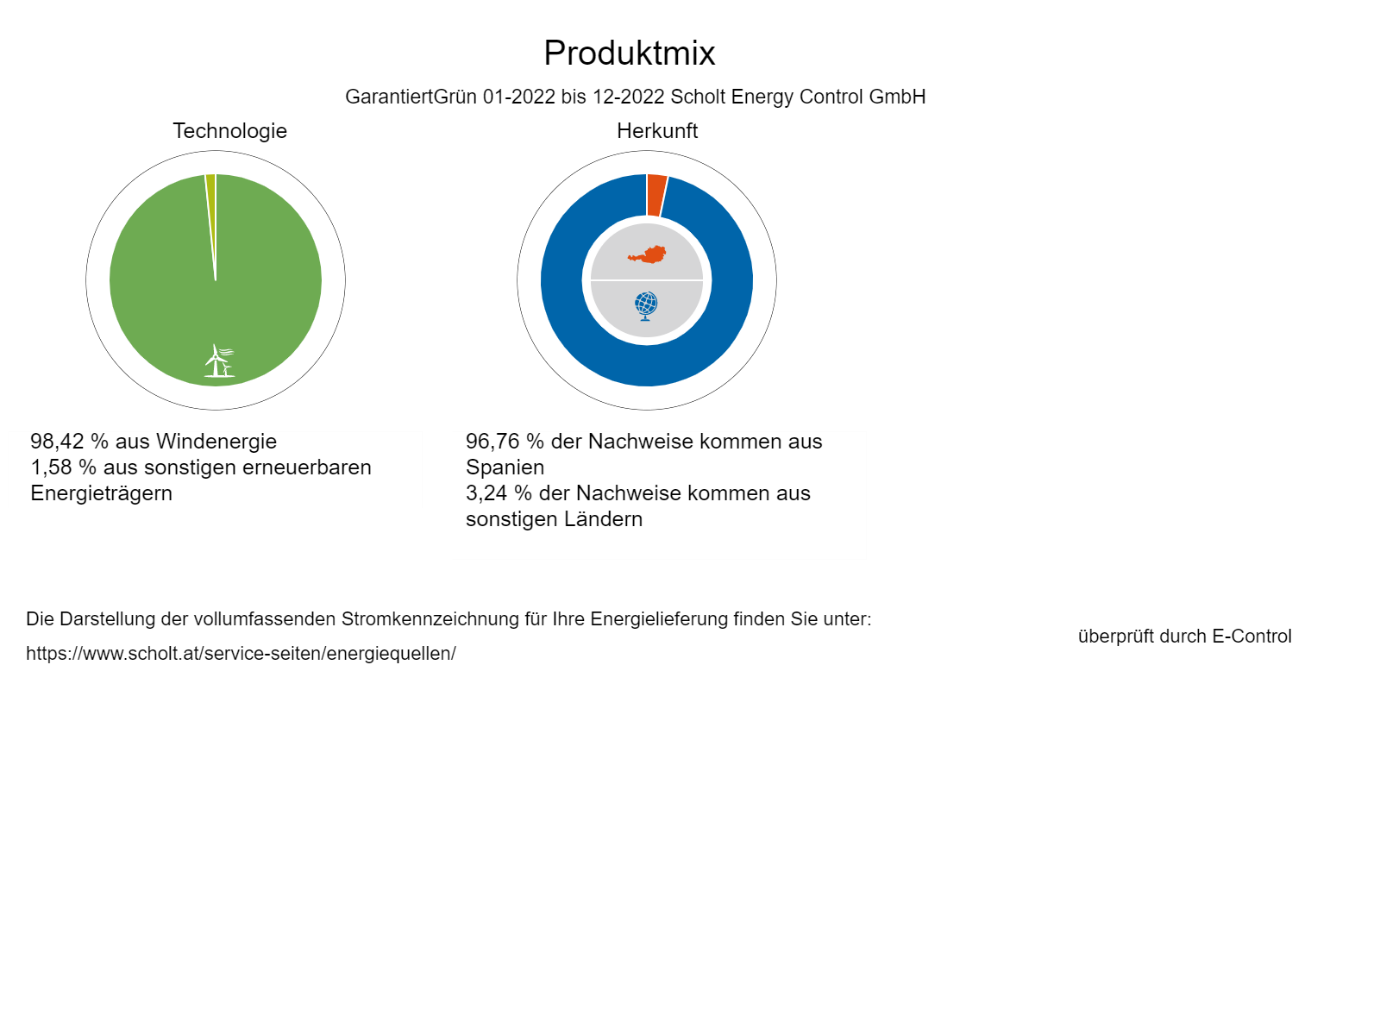 Produktmix
GarantiertGrün 01-2022 bis 12-2022 Scholt Energy Control GmbH
Technologie
Herkunft
98,42 % aus Windenergie
1,58 % aus sonstigen erneuerbaren
Energieträgern
96,76 % der Nachweise kommen aus
Spanien
3,24 % der Nachweise kommen aus
sonstigen Ländern
Die Darstellung der vollumfassenden Stromkennzeichnung für Ihre Energielieferung finden Sie unter:
https://www.scholt.at/service-seiten/energiequellen/
überprüft durch E-Control